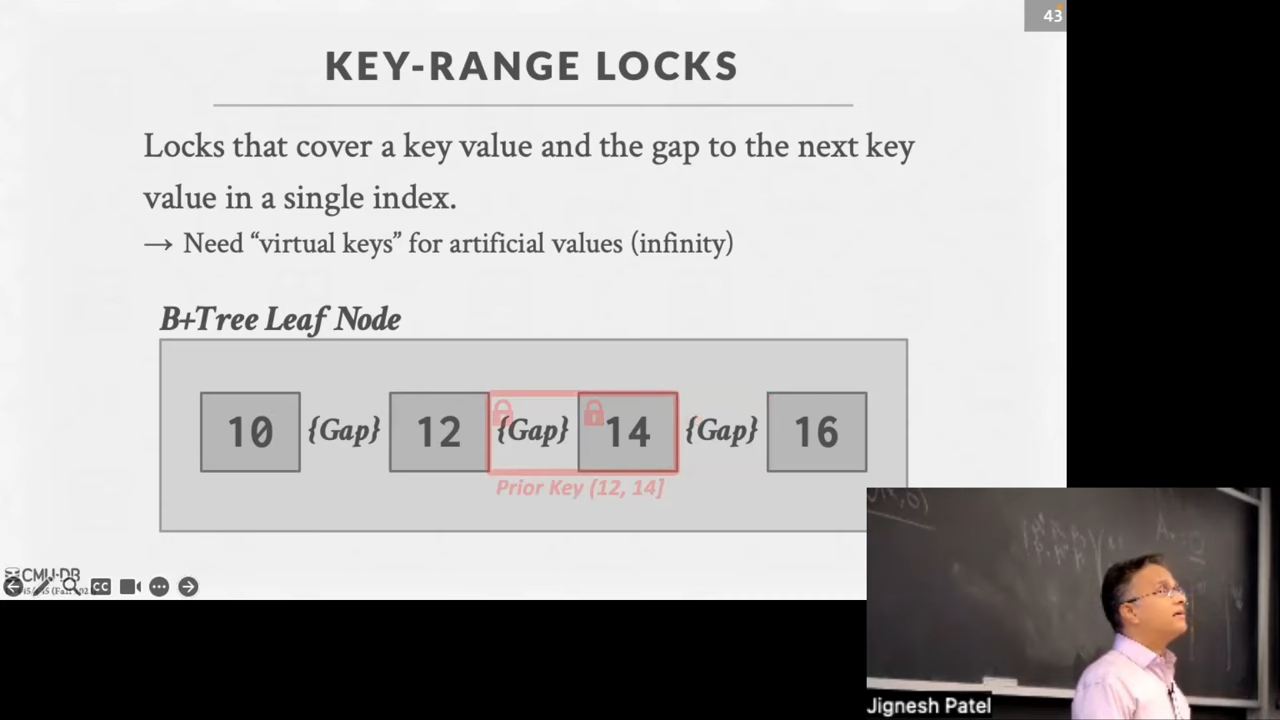 43
KEY-RANGE LOCKS
Locks that cover a key value and the gap to the next key
value in a single index.
→ Need “virtual keys” for artificial values (infinity)
B+Tree Leaf Node
10 {Gap} 12 {Gap} 14 {Gap} 16
Prior Key (12, 14]
CMU-DB
CC
Jignesh Patel